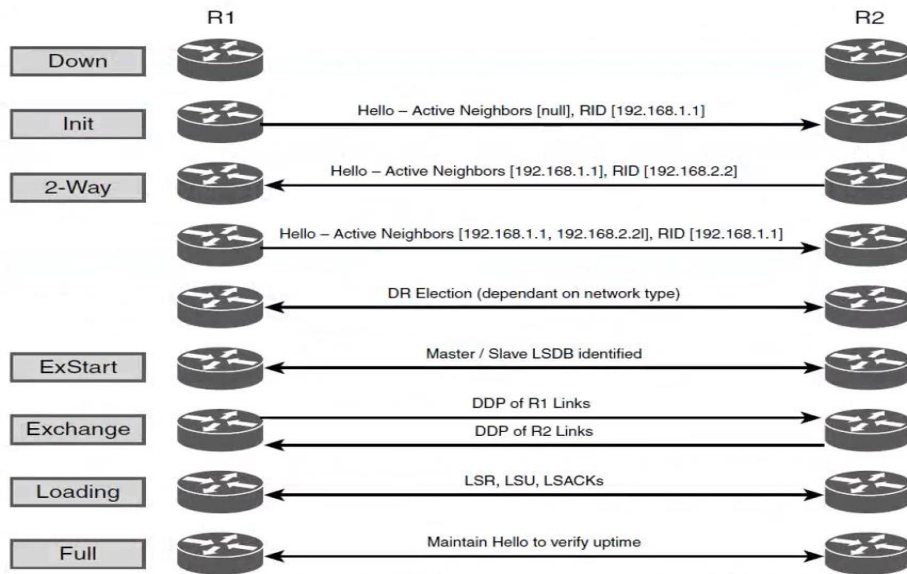 R1 R2
Down
Init
Hello – Active Neighbors [null], RID [192.168.1.1]
2-Way
Hello – Active Neighbors [192.168.1.1], RID [192.168.2.2]
Hello – Active Neighbors [192.168.1.1, 192.168.2.2l], RID [192.168.1.1]
DR Election (dependant on network type)
ExStart
Master / Slave LSDB identified
Exchange
DDP of R1 Links
DDP of R2 Links
Loading
LSR, LSU, LSACKs
Full
Maintain Hello to verify uptime